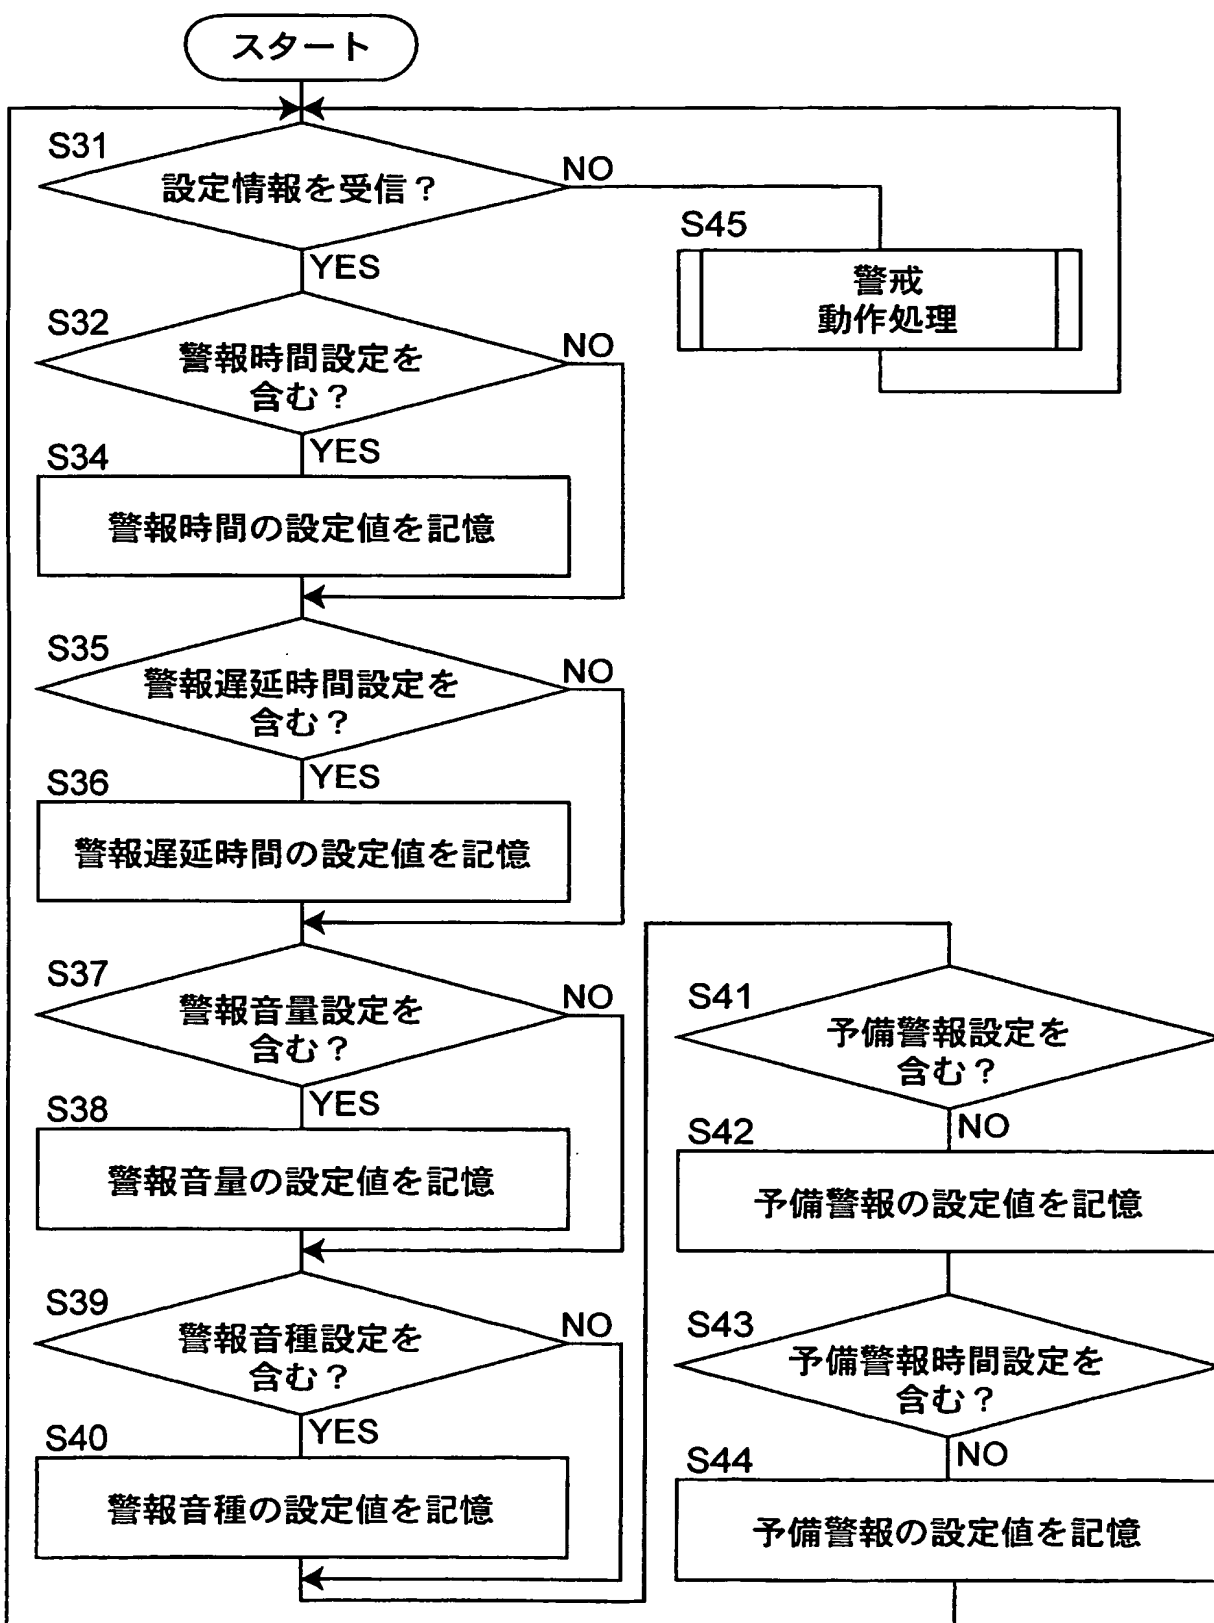 スタート
S31
設定情報を受信？
NO
YES
S45
警戒
動作処理
S32
警報時間設定を
含む？
NO
YES
S34
警報時間の設定値を記憶
S35
警報遅延時間設定を
含む？
NO
YES
S36
警報遅延時間の設定値を記憶
S37
警報音量設定を
含む？
NO
YES
S38
警報音量の設定値を記憶
S39
警報音種設定を
含む？
NO
YES
S40
警報音種の設定値を記憶
S41
予備警報設定を
含む？
NO
S42
予備警報の設定値を記憶
S43
予備警報時間設定を
含む？
NO
S44
予備警報の設定値を記憶